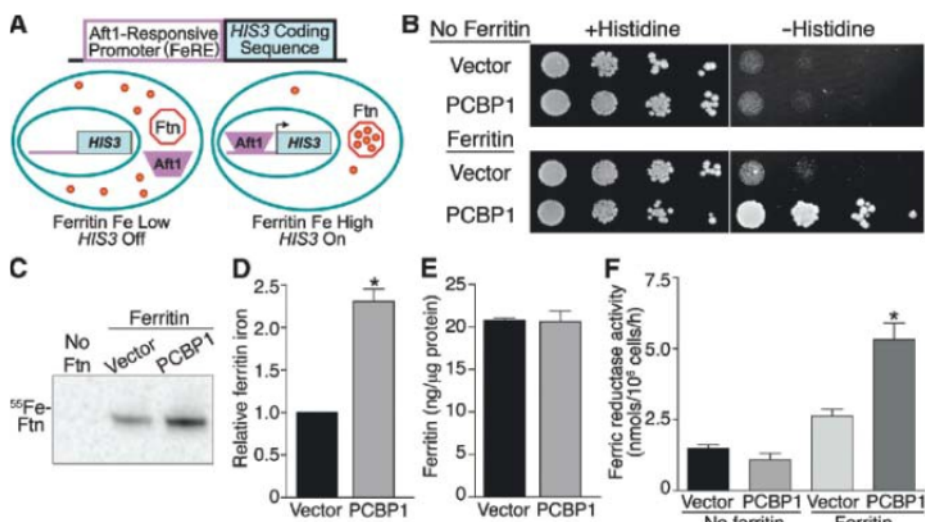 A
Aft1-Responsive
Promoter (FeRE)
HIS3 Coding
Sequence
Ftn
HIS3
Aft1
Ferritin Fe Low
HIS3 Off
Aft1
HIS3
Ftn
Ferritin Fe High
HIS3 On
B
No Ferritin
+Histidine
−Histidine
Vector
PCBP1
Ferritin
Vector
PCBP1
C
Ferritin
No
Ftn
Vector
PCBP1
55Fe-
Ftn
D
Relative ferritin iron
2.5
2.0
1.0
0.0
*
Vector PCBP1
E
Ferritin (ng/µg protein)
25
20
15
10
5
0
Vector PCBP1
F
Ferric reductase activity
(nmols/10⁶ cells/h)
7.5
5.0
2.5
0
*
Vector PCBP1 Vector PCBP1
No ferritin Ferritin